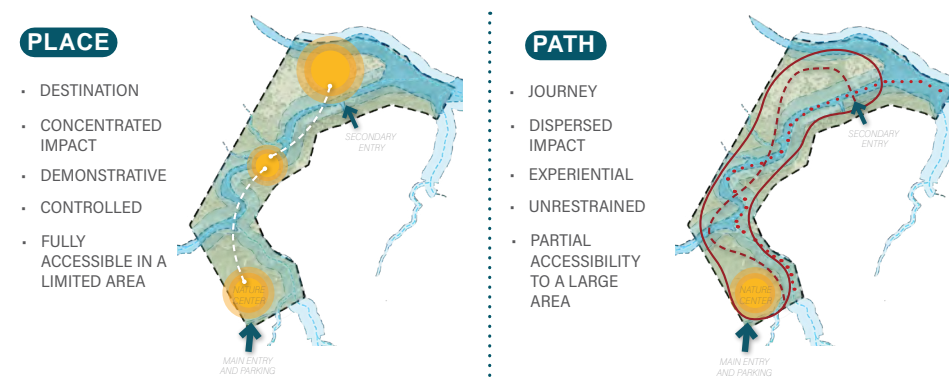 PLACE
· DESTINATION
· CONCENTRATED
IMPACT
· DEMONSTRATIVE
· CONTROLLED
· FULLY
ACCESSIBLE IN A
LIMITED AREA
SECONDARY
ENTRY
NATURE
CENTER
MAIN ENTRY
AND PARKING
PATH
· JOURNEY
· DISPERSED
IMPACT
· EXPERIENTIAL
· UNRESTRAINED
· PARTIAL
ACCESSIBILITY
TO A LARGE
AREA
SECONDARY
ENTRY
NATURE
CENTER
MAIN ENTRY
AND PARKING